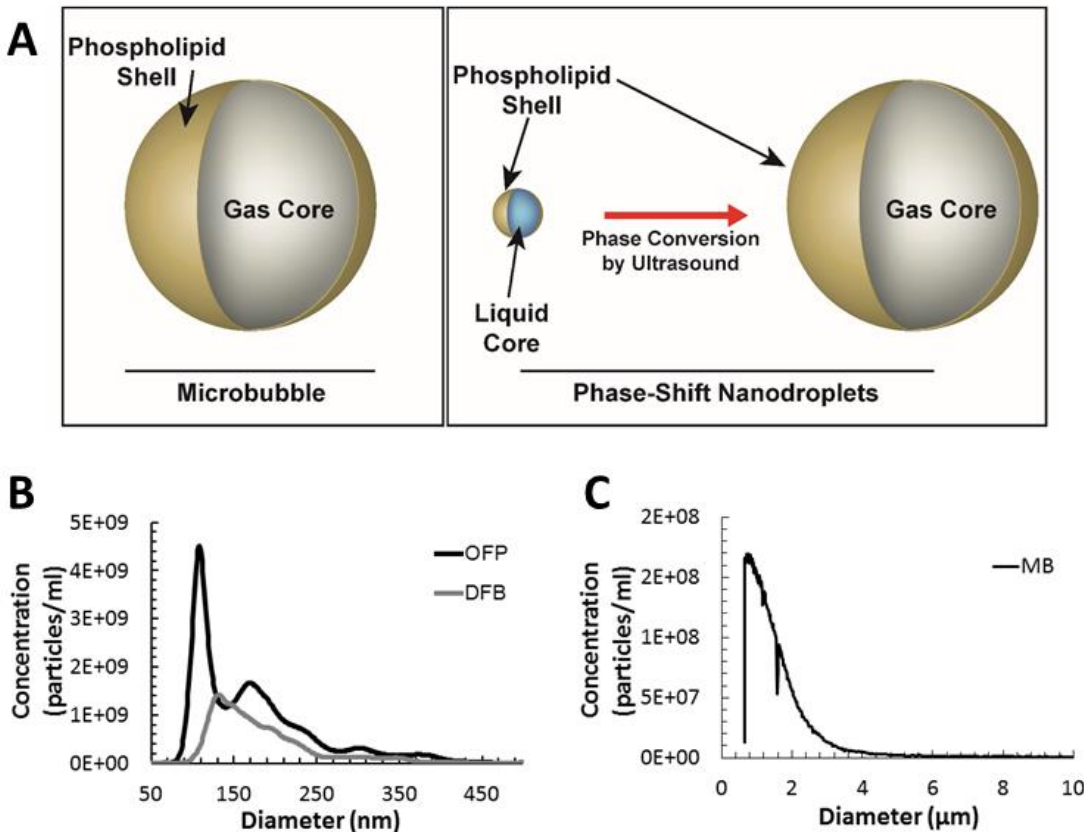 A
Phospholipid
Shell
Gas Core
Microbubble
Phospholipid
Shell
Liquid
Core
Phase Conversion
by Ultrasound
Gas Core
Phase-Shift Nanodroplets
B
Concentration
(particles/ml)
5E+09
4E+09
3E+09
2E+09
1E+09
0E+00
50 150 250 350 450
Diameter (nm)
OFP
DFB
C
Concentration
(particles/ml)
2E+08
2E+08
1E+08
5E+07
0E+00
0 2 4 6 8 10
Diameter (µm)
MB